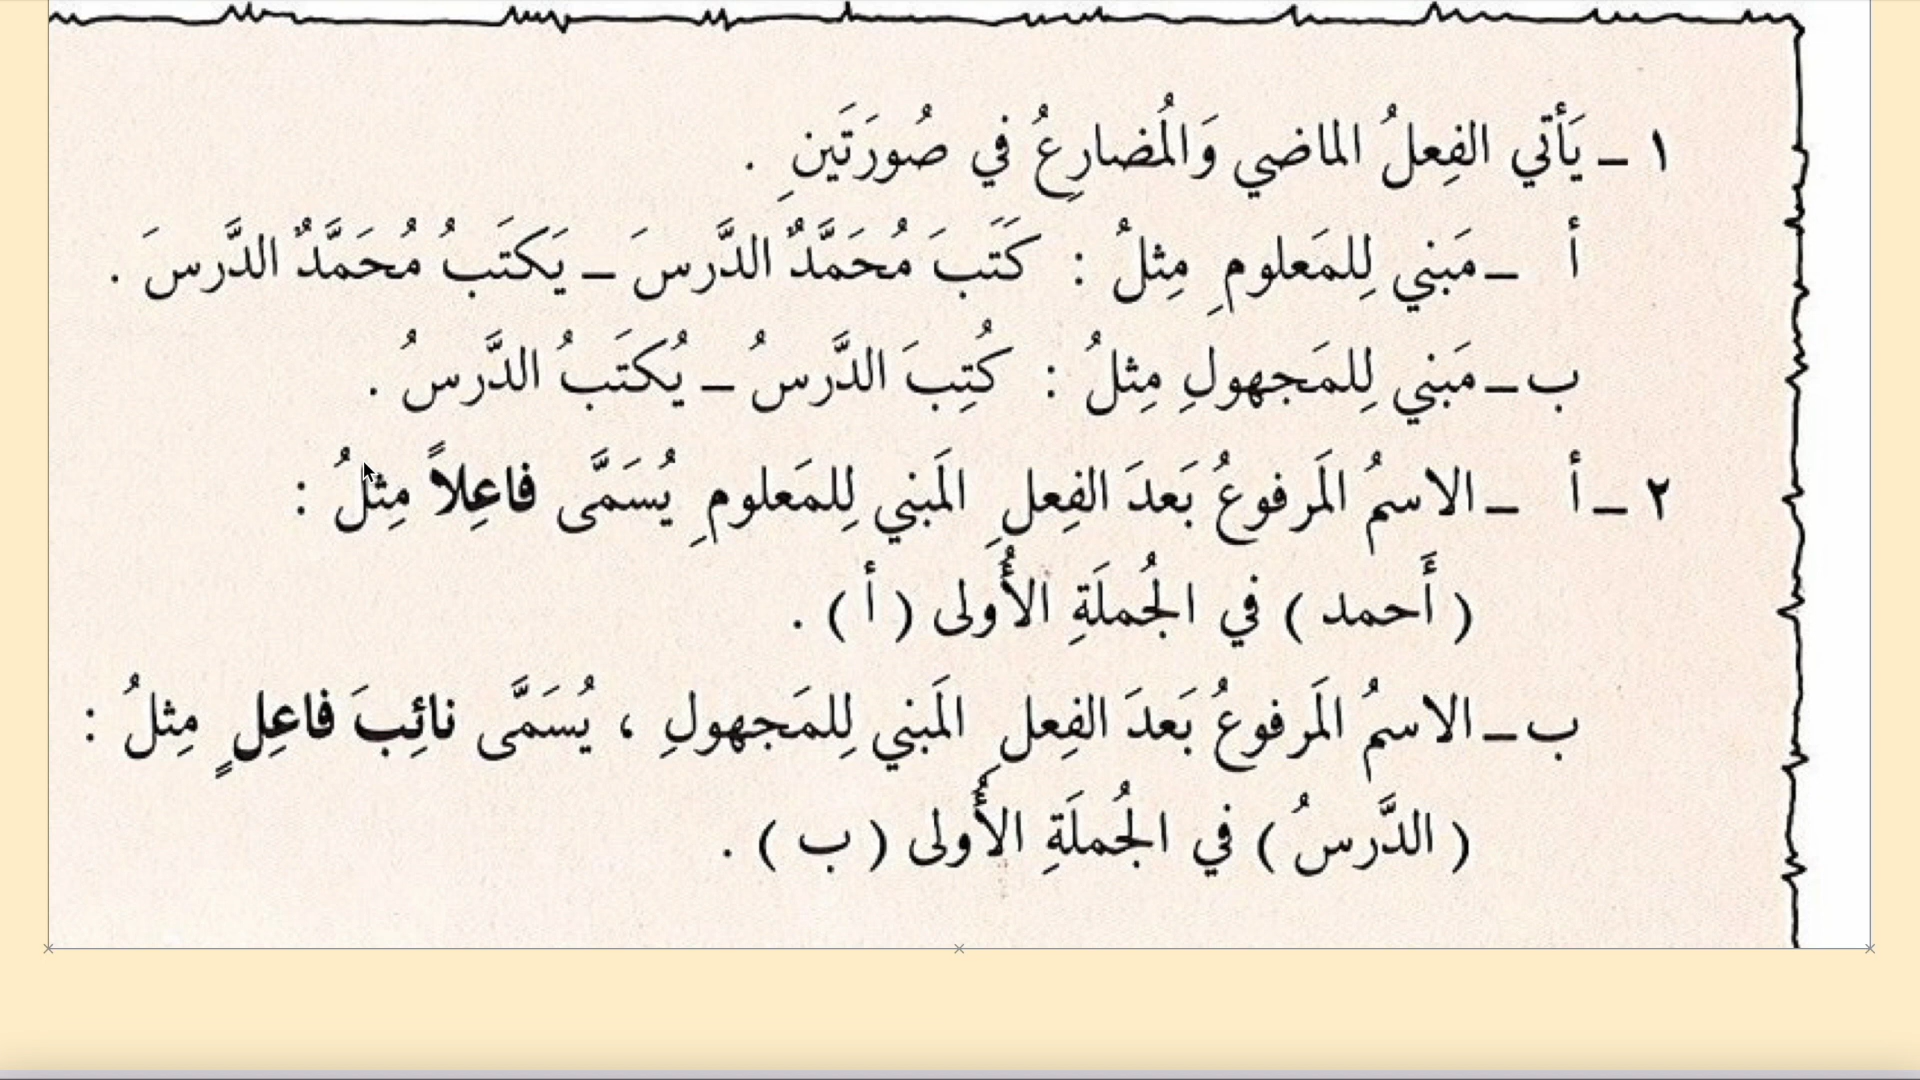 ١ ـ يَأتي الفِعلُ الماضي وَالمُضارِعُ في صُورَتَينِ .
أ ـ مَبني لِلمَعلومِ مِثلُ : كَتَبَ مُحَمَّدٌ الدَّرسَ ـ يَكتَبُ مُحَمَّدٌ الدَّرسَ .
ب ـ مَبني لِلمَجهولِ مِثلُ : كُتِبَ الدَّرسُ ـ يُكتَبُ الدَّرسُ .
٢ ـ أ ـ الاسمُ المَرفوعُ بَعدَ الفِعلِ المَبني لِلمَعلومِ يُسَمَّى فاعِلاً مِثلُ :
( أَحمد ) في الجُملَةِ الأُولى ( أ ) .
ب ـ الاسمُ المَرفوعُ بَعدَ الفِعلِ المَبني لِلمَجهولِ ، يُسَمَّى نائِبَ فاعِلٍ مِثلُ :
( الدَّرسُ ) في الجُملَةِ الأُولى ( ب ) .